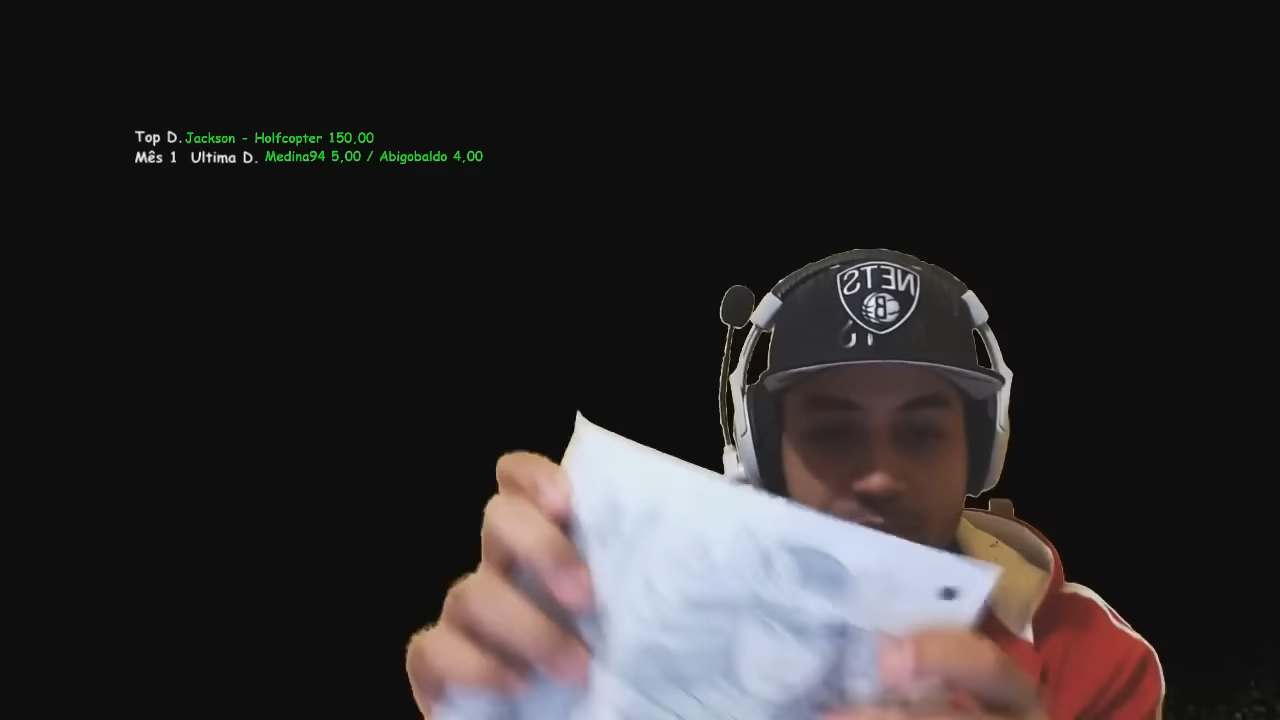 Top D. Jackson - Holfcopter 150,00
Mês 1 Ultima D. Medina94 5,00 / Abigobaldo 4,00
NETS
B